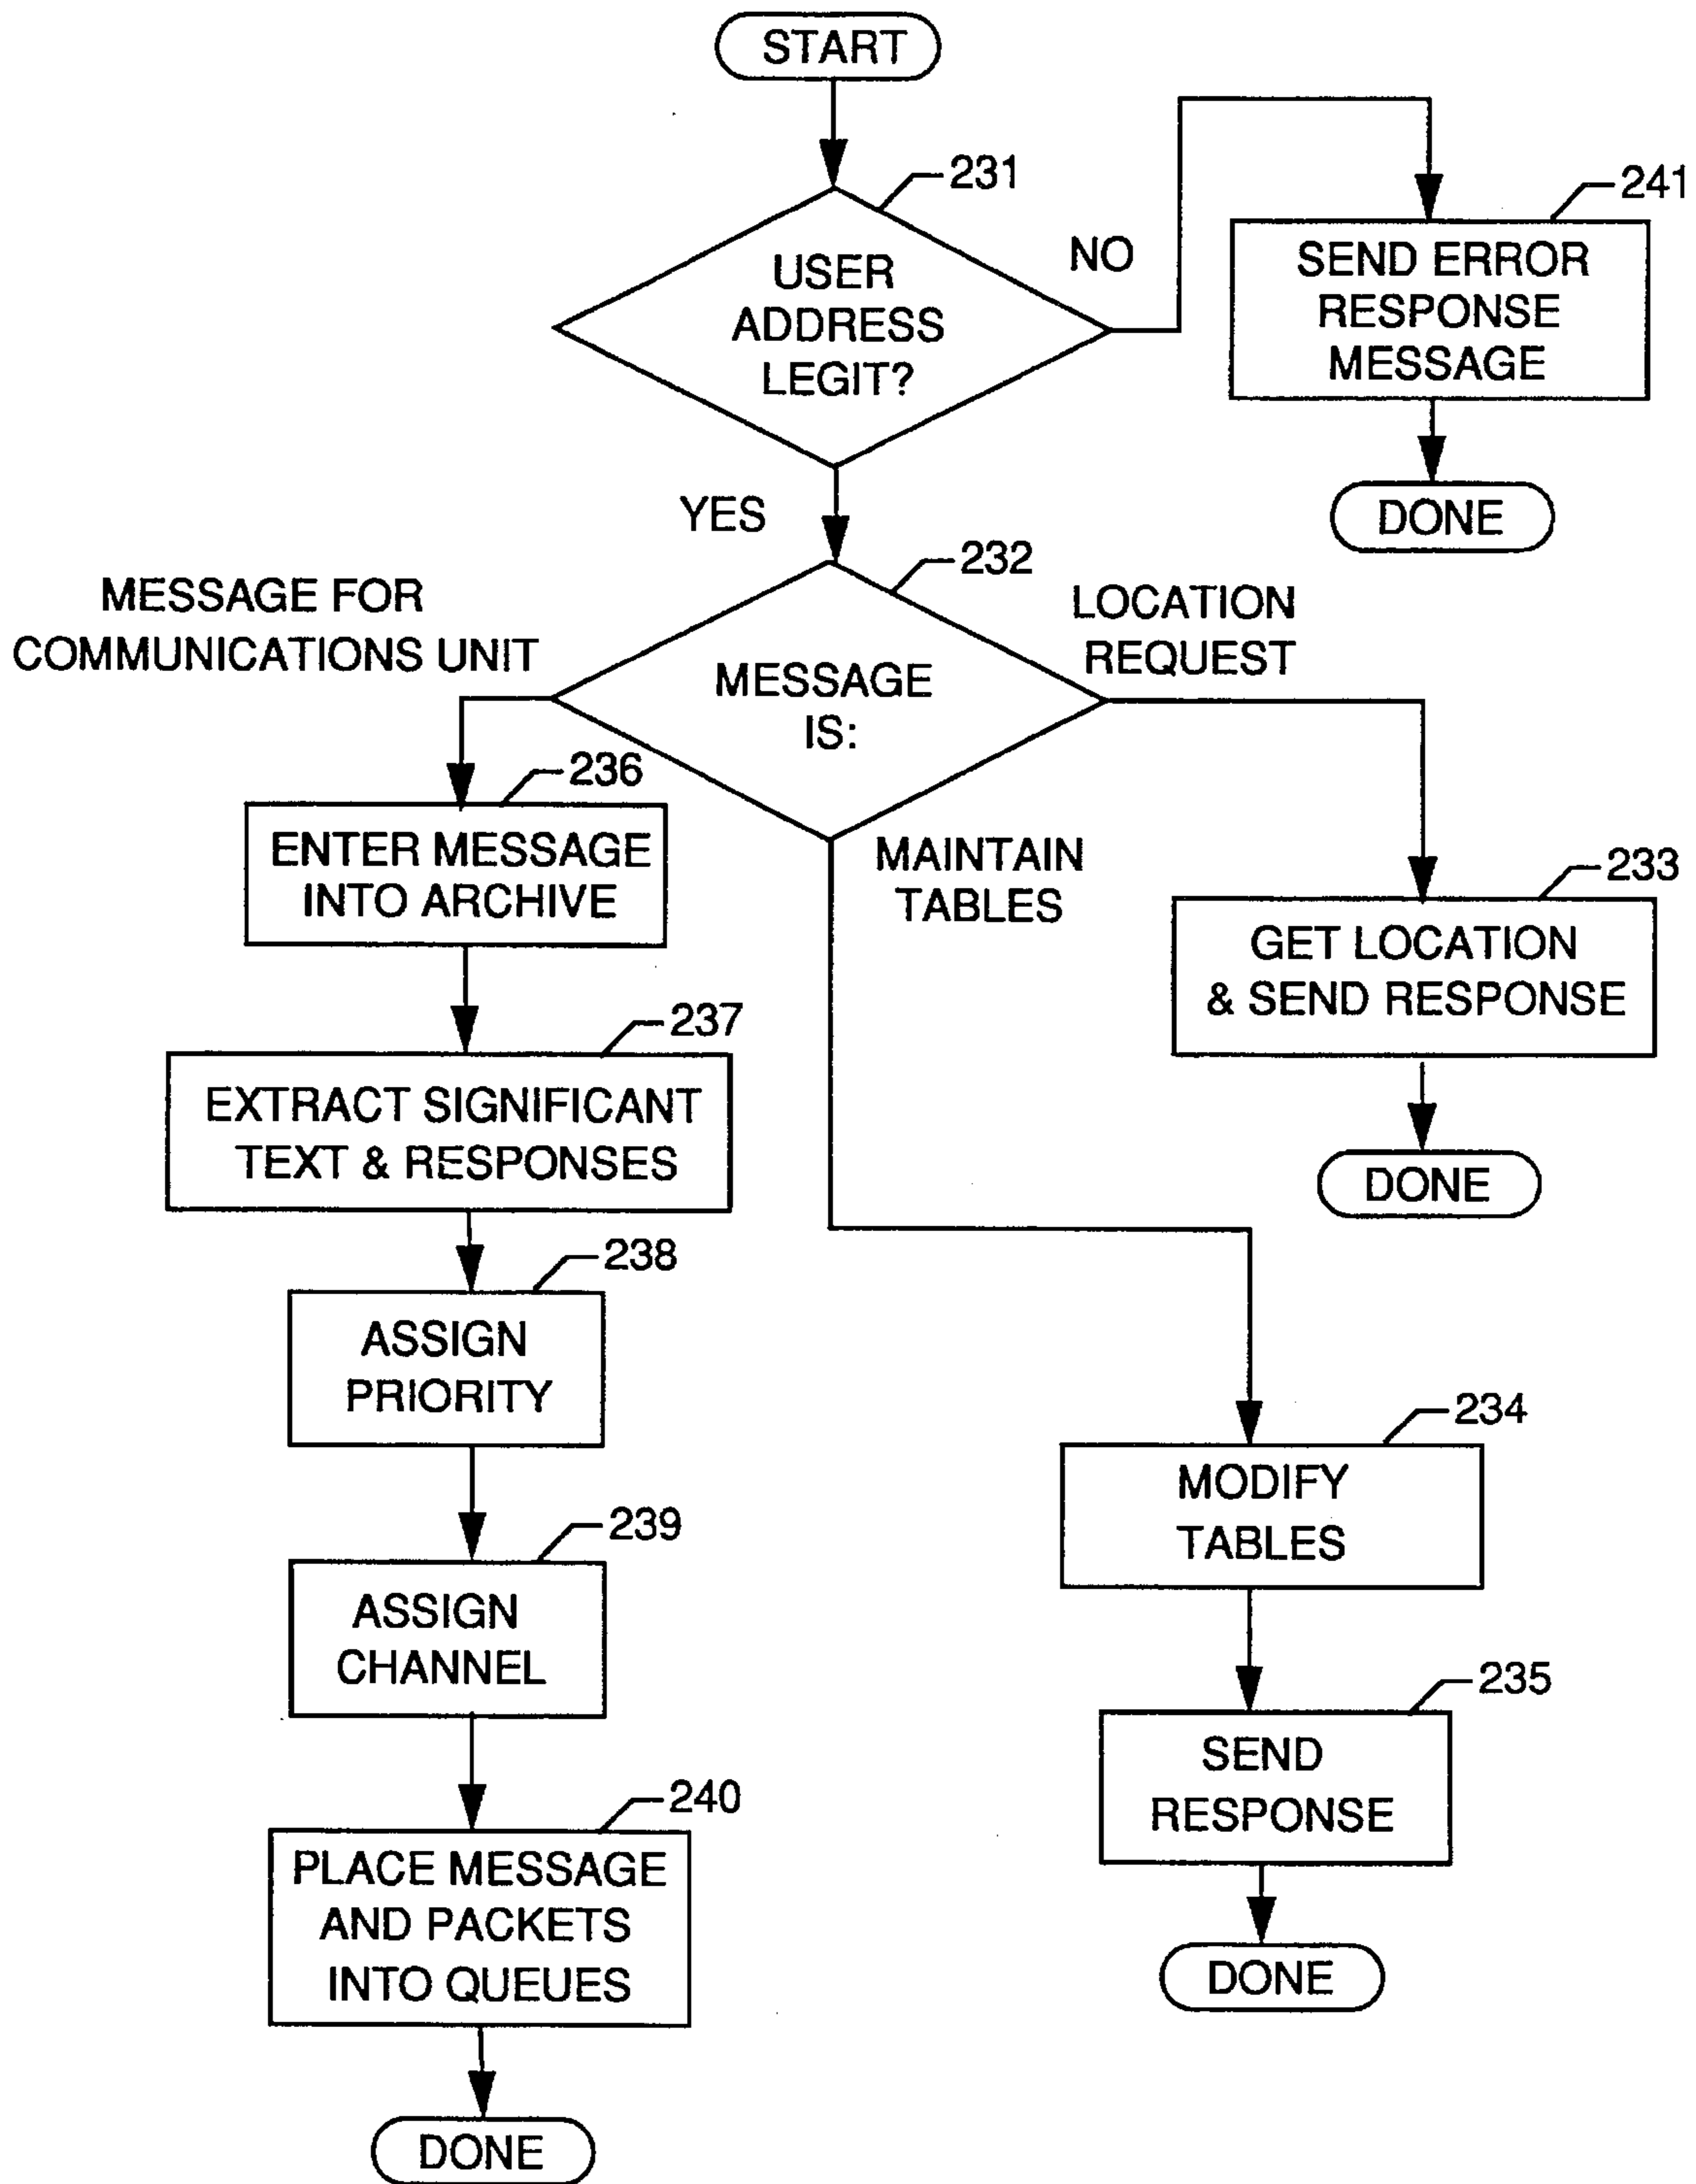 START
231
USER
ADDRESS
LEGIT?
NO
241
SEND ERROR
RESPONSE
MESSAGE
DONE
YES
232
MESSAGE
IS:
MESSAGE FOR
COMMUNICATIONS UNIT
LOCATION
REQUEST
MAINTAIN
TABLES
236
ENTER MESSAGE
INTO ARCHIVE
237
EXTRACT SIGNIFICANT
TEXT & RESPONSES
238
ASSIGN
PRIORITY
239
ASSIGN
CHANNEL
240
PLACE MESSAGE
AND PACKETS
INTO QUEUES
DONE
233
GET LOCATION
& SEND RESPONSE
DONE
234
MODIFY
TABLES
235
SEND
RESPONSE
DONE